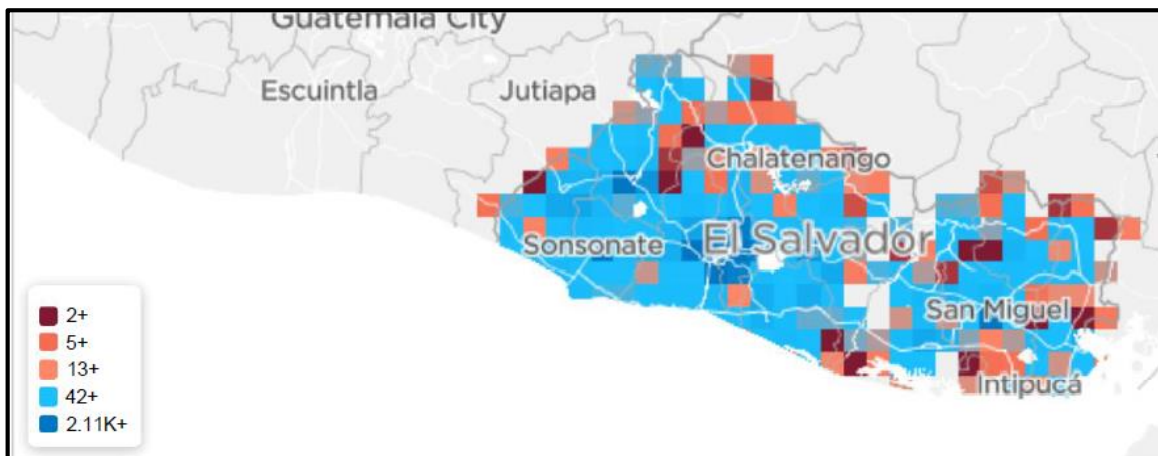 Guatemala City
Escuintla
Jutiapa
Chalatenango
Sonsonate
El Salvador
San Miguel
Intipucá
2+
5+
13+
42+
2.11K+